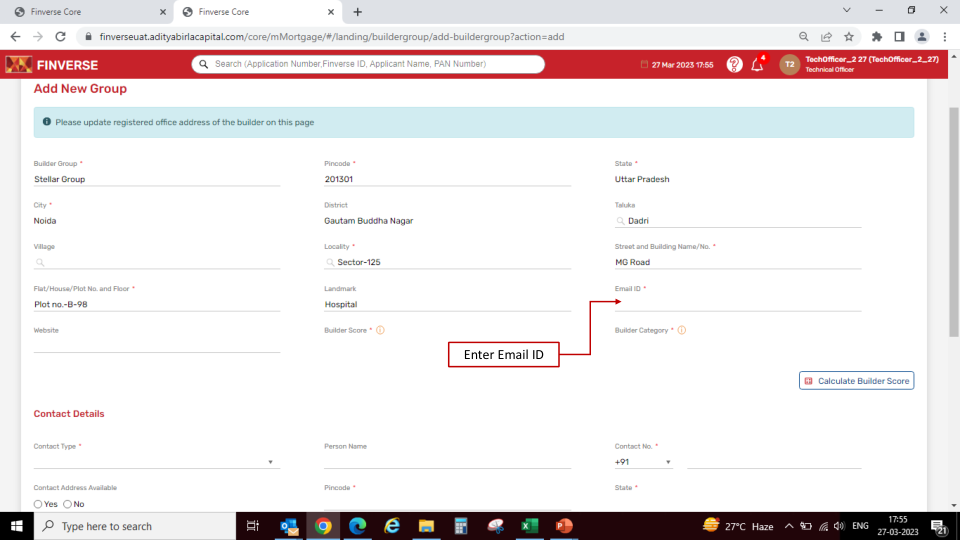 Finverse Core
Finverse Core
finverseuat.adityabirlacapital.com/core/mMortgage/#/landing/buildergroup/add-buildergroup?action=add
FINVERSE
Search (Application Number,Finverse ID, Applicant Name, PAN Number)
27 Mar 2023 17:55
4
T2
TechOfficer_2 27 (TechOfficer_2_27)
Technical Officer
Add New Group
Please update registered office address of the builder on this page
Builder Group * Pincode * State *
Stellar Group 201301 Uttar Pradesh
City * District Taluka
Noida Gautam Buddha Nagar Dadri
Village Locality * Street and Building Name/No. *
Sector-125 MG Road
Flat/House/Plot No. and Floor * Landmark Email ID *
Plot no.-B-98 Hospital
Website Builder Score * Builder Category *
Enter Email ID
Calculate Builder Score
Contact Details
Contact Type * Person Name Contact No. *
+91
Contact Address Available Pincode * State *
Yes No
Type here to search
27°C Haze
ENG
17:55
27-03-2023
21